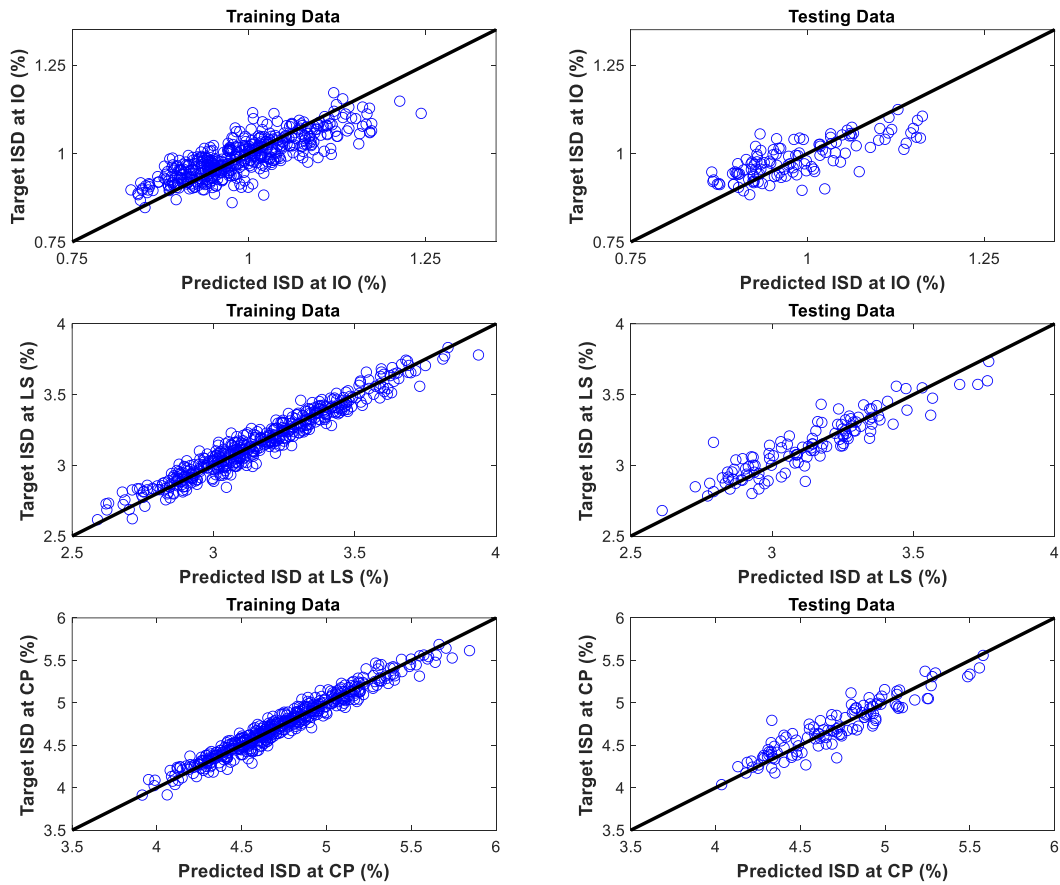 Training Data
Target ISD at IO (%)
1.25
1
0.75
0.75 1 1.25
Predicted ISD at IO (%)
Testing Data
Target ISD at IO (%)
1.25
1
0.75
0.75 1 1.25
Predicted ISD at IO (%)
Training Data
Target ISD at LS (%)
4
3.5
3
2.5
2.5 3 3.5 4
Predicted ISD at LS (%)
Testing Data
Target ISD at LS (%)
4
3.5
3
2.5
2.5 3 3.5 4
Predicted ISD at LS (%)
Training Data
Target ISD at CP (%)
6
5.5
5
4.5
4
3.5
3.5 4 4.5 5 5.5 6
Predicted ISD at CP (%)
Testing Data
Target ISD at CP (%)
6
5.5
5
4.5
4
3.5
3.5 4 4.5 5 5.5 6
Predicted ISD at CP (%)